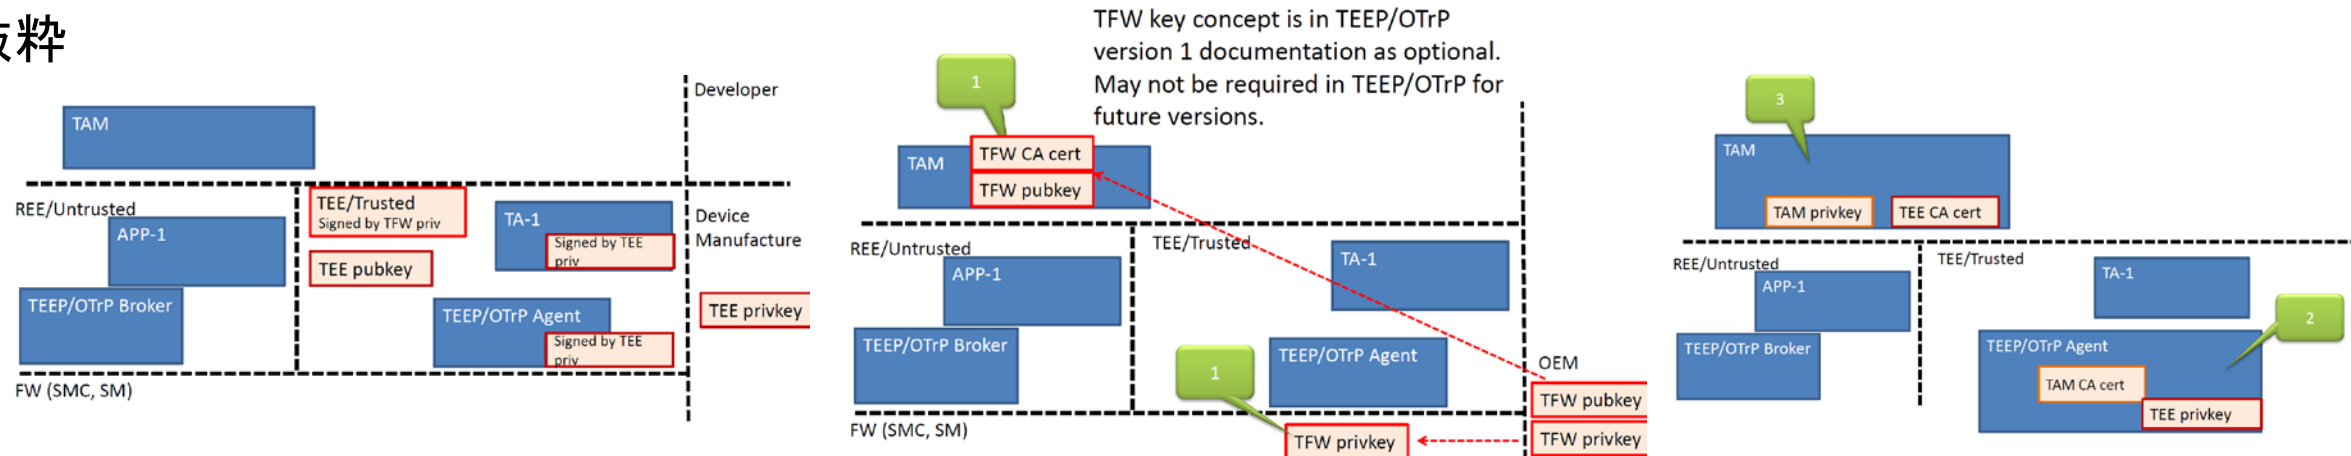 抜粋
TAM
Developer
REE/Untrusted
APP-1
TEEP/OTrP Broker
FW (SMC, SM)
TEE/Trusted
Signed by TFW priv
TEE pubkey
TA-1
Signed by TEE
priv
TEEP/OTrP Agent
Signed by TEE
priv
Device
Manufacture
TEE privkey
TFW key concept is in TEEP/OTrP
version 1 documentation as optional.
May not be required in TEEP/OTrP for
future versions.
1
TAM
TFW CA cert
TFW pubkey
REE/Untrusted
APP-1
TEEP/OTrP Broker
FW (SMC, SM)
TEE/Trusted
TA-1
1
TEEP/OTrP Agent
TFW privkey
OEM
TFW pubkey
TFW privkey
3
TAM
TAM privkey
TEE CA cert
REE/Untrusted
APP-1
TEEP/OTrP Broker
TEE/Trusted
TA-1
2
TEEP/OTrP Agent
TAM CA cert
TEE privkey